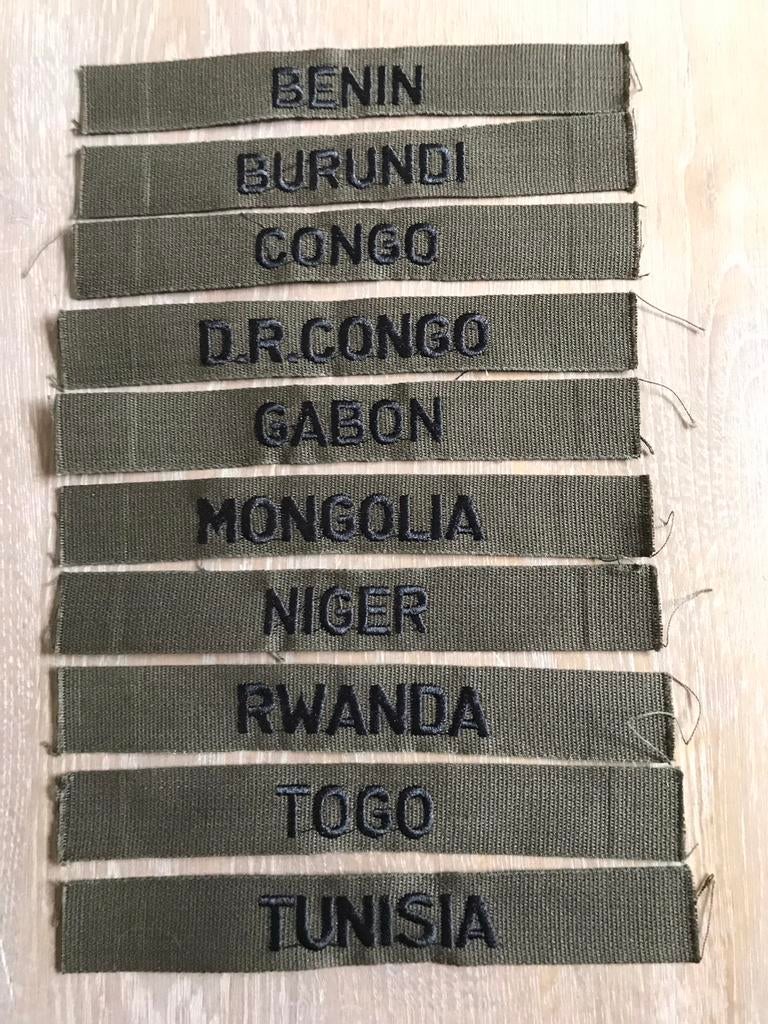 BENIN
BURUNDI
CONGO
D.R.CONGO
GABON
MONGOLIA
NIGER
RWANDA
TOGO
TUNISIA